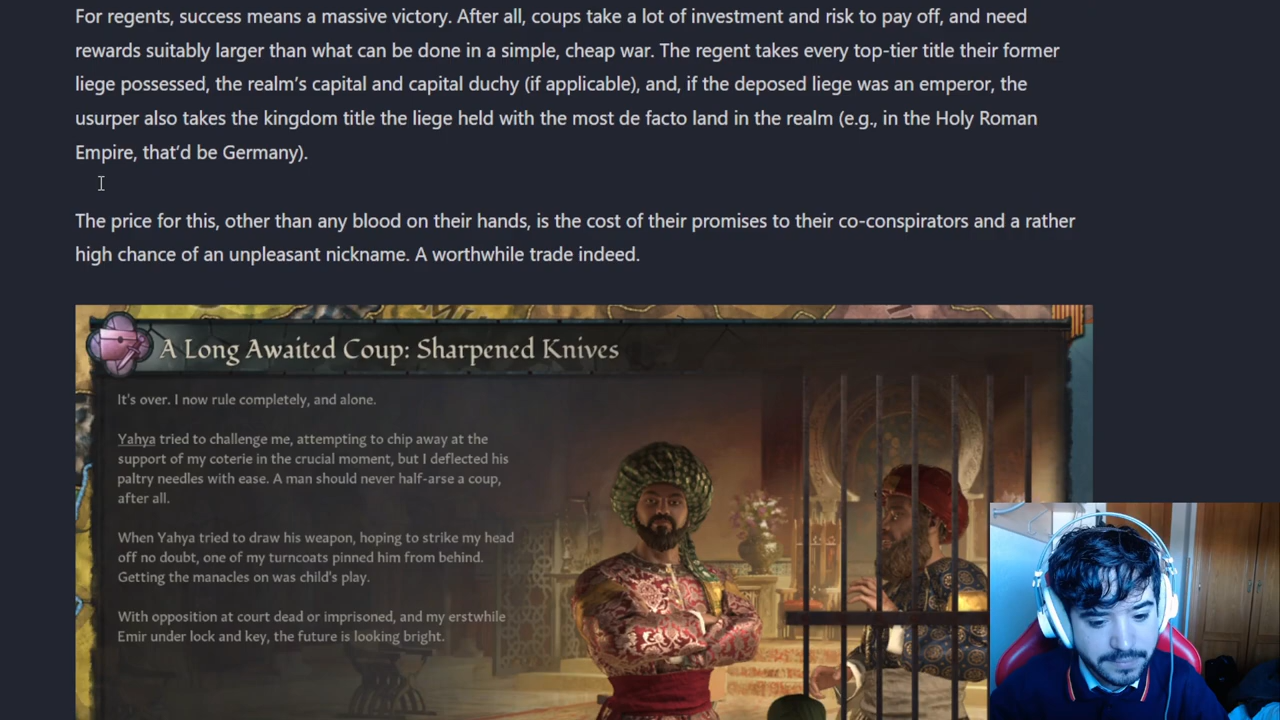 For regents, success means a massive victory. After all, coups take a lot of investment and risk to pay off, and need
rewards suitably larger than what can be done in a simple, cheap war. The regent takes every top-tier title their former
liege possessed, the realm’s capital and capital duchy (if applicable), and, if the deposed liege was an emperor, the
usurper also takes the kingdom title the liege held with the most de facto land in the realm (e.g., in the Holy Roman
Empire, that’d be Germany).
The price for this, other than any blood on their hands, is the cost of their promises to their co-conspirators and a rather
high chance of an unpleasant nickname. A worthwhile trade indeed.
A Long Awaited Coup: Sharpened Knives
It's over. I now rule completely, and alone.
Yahya tried to challenge me, attempting to chip away at the
support of my coterie in the crucial moment, but I deflected his
paltry needles with ease. A man should never half-arse a coup,
after all.
When Yahya tried to draw his weapon, hoping to strike my head
off no doubt, one of my turncoats pinned him from behind.
Getting the manacles on was child's play.
With opposition at court dead or imprisoned, and my erstwhile
Emir under lock and key, the future is looking bright.